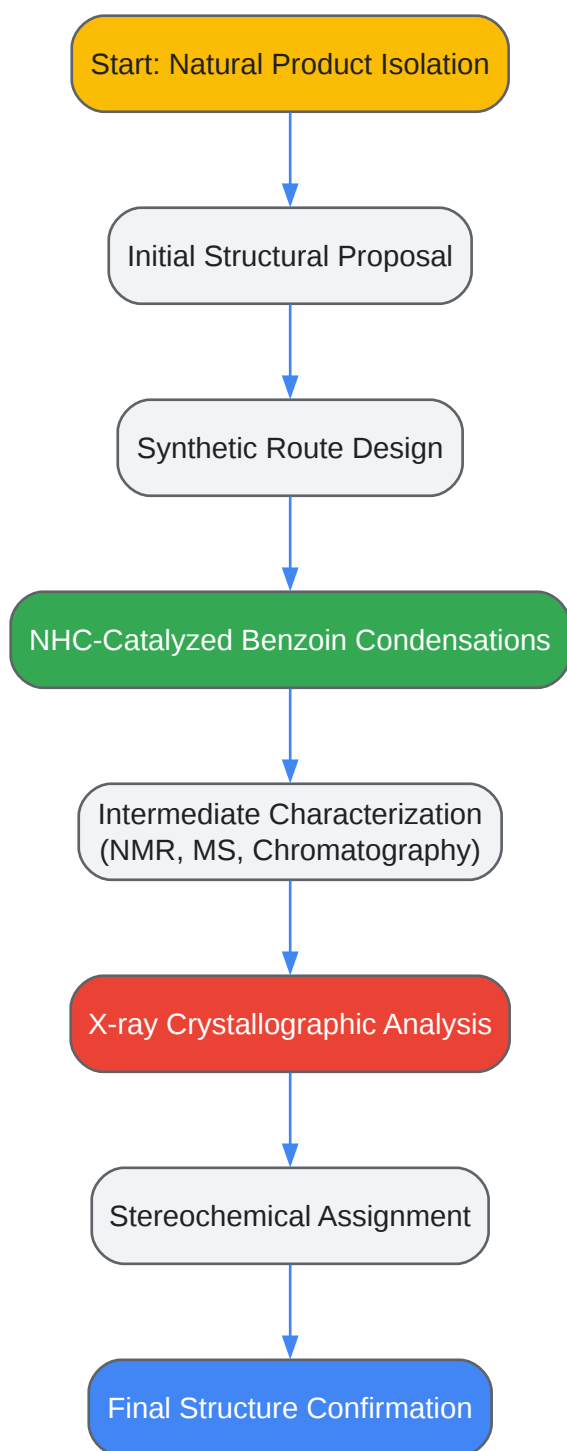 Start: Natural Product Isolation
Initial Structural Proposal
Synthetic Route Design
NHC-Catalyzed Benzoin Condensations
Intermediate Characterization
(NMR, MS, Chromatography)
X-ray Crystallographic Analysis
Stereochemical Assignment
Final Structure Confirmation